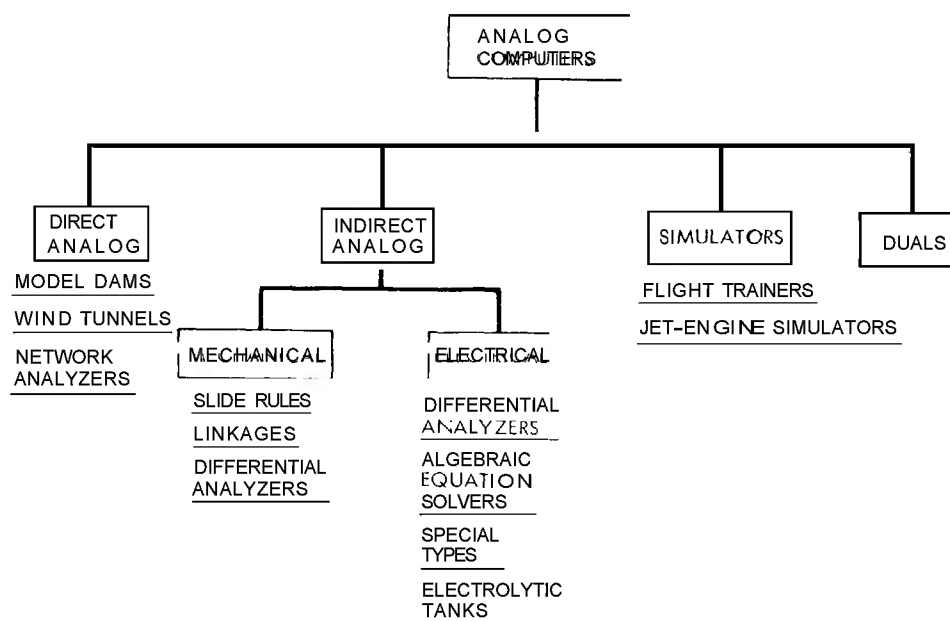 ANALOG
COMPUTERS
DIRECT
ANALOG
MODEL DAMS
WIND TUNNELS
NETWORK
ANALYZERS
INDIRECT
ANALOG
MECHANICAL
SLIDE RULES
LINKAGES
DIFFERENTIAL
ANALYZERS
ELECTRICAL
DIFFERENTIAL
ANALYZERS
ALGEBRAIC
EQUATION
SOLVERS
SPECIAL
TYPES
ELECTROLYTIC
TANKS
SIMULATORS
FLIGHT TRAINERS
JET-ENGINE SIMULATORS
DUALS